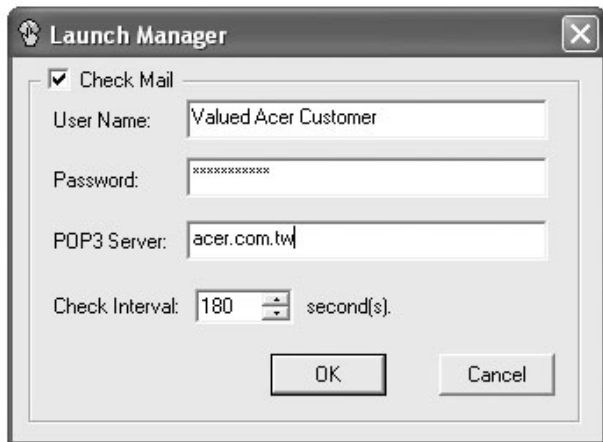 Launch Manager
Check Mail
User Name: Valued Acer Customer
Password: ***********
POP3 Server: acer.com.tw
Check Interval: 180 second(s).
OK Cancel